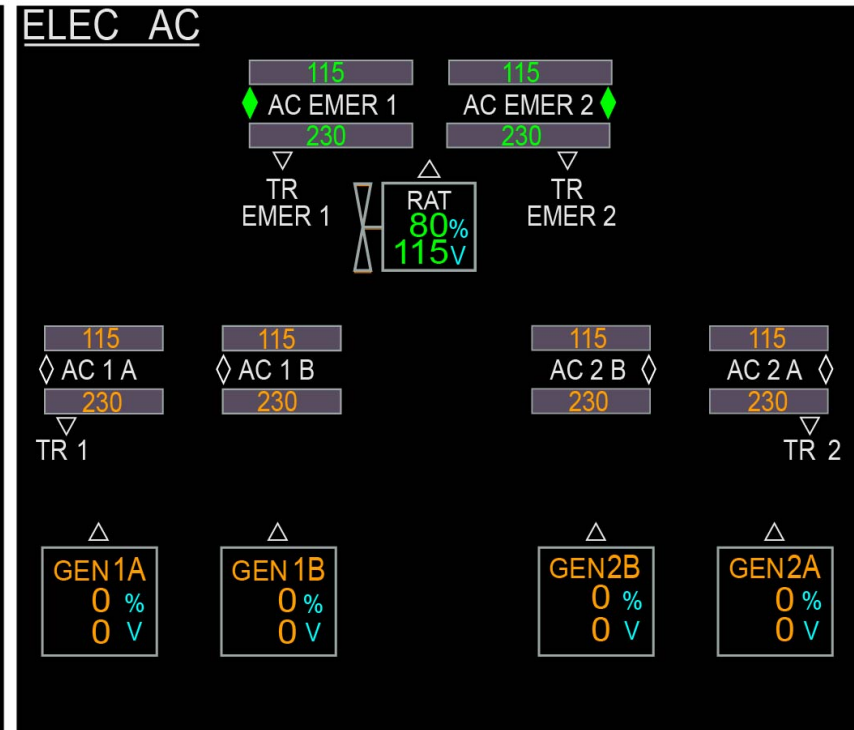 ELEC AC
115 115
AC EMER 1 AC EMER 2
230 230
TR TR
EMER 1 EMER 2
RAT
80%
115V
115 115 115 115
AC 1 A AC 1 B AC 2 B AC 2 A
230 230 230 230
TR 1 TR 2
GEN 1A GEN 1B GEN 2B GEN 2A
0 % 0 % 0 % 0 %
0 V 0 V 0 V 0 V